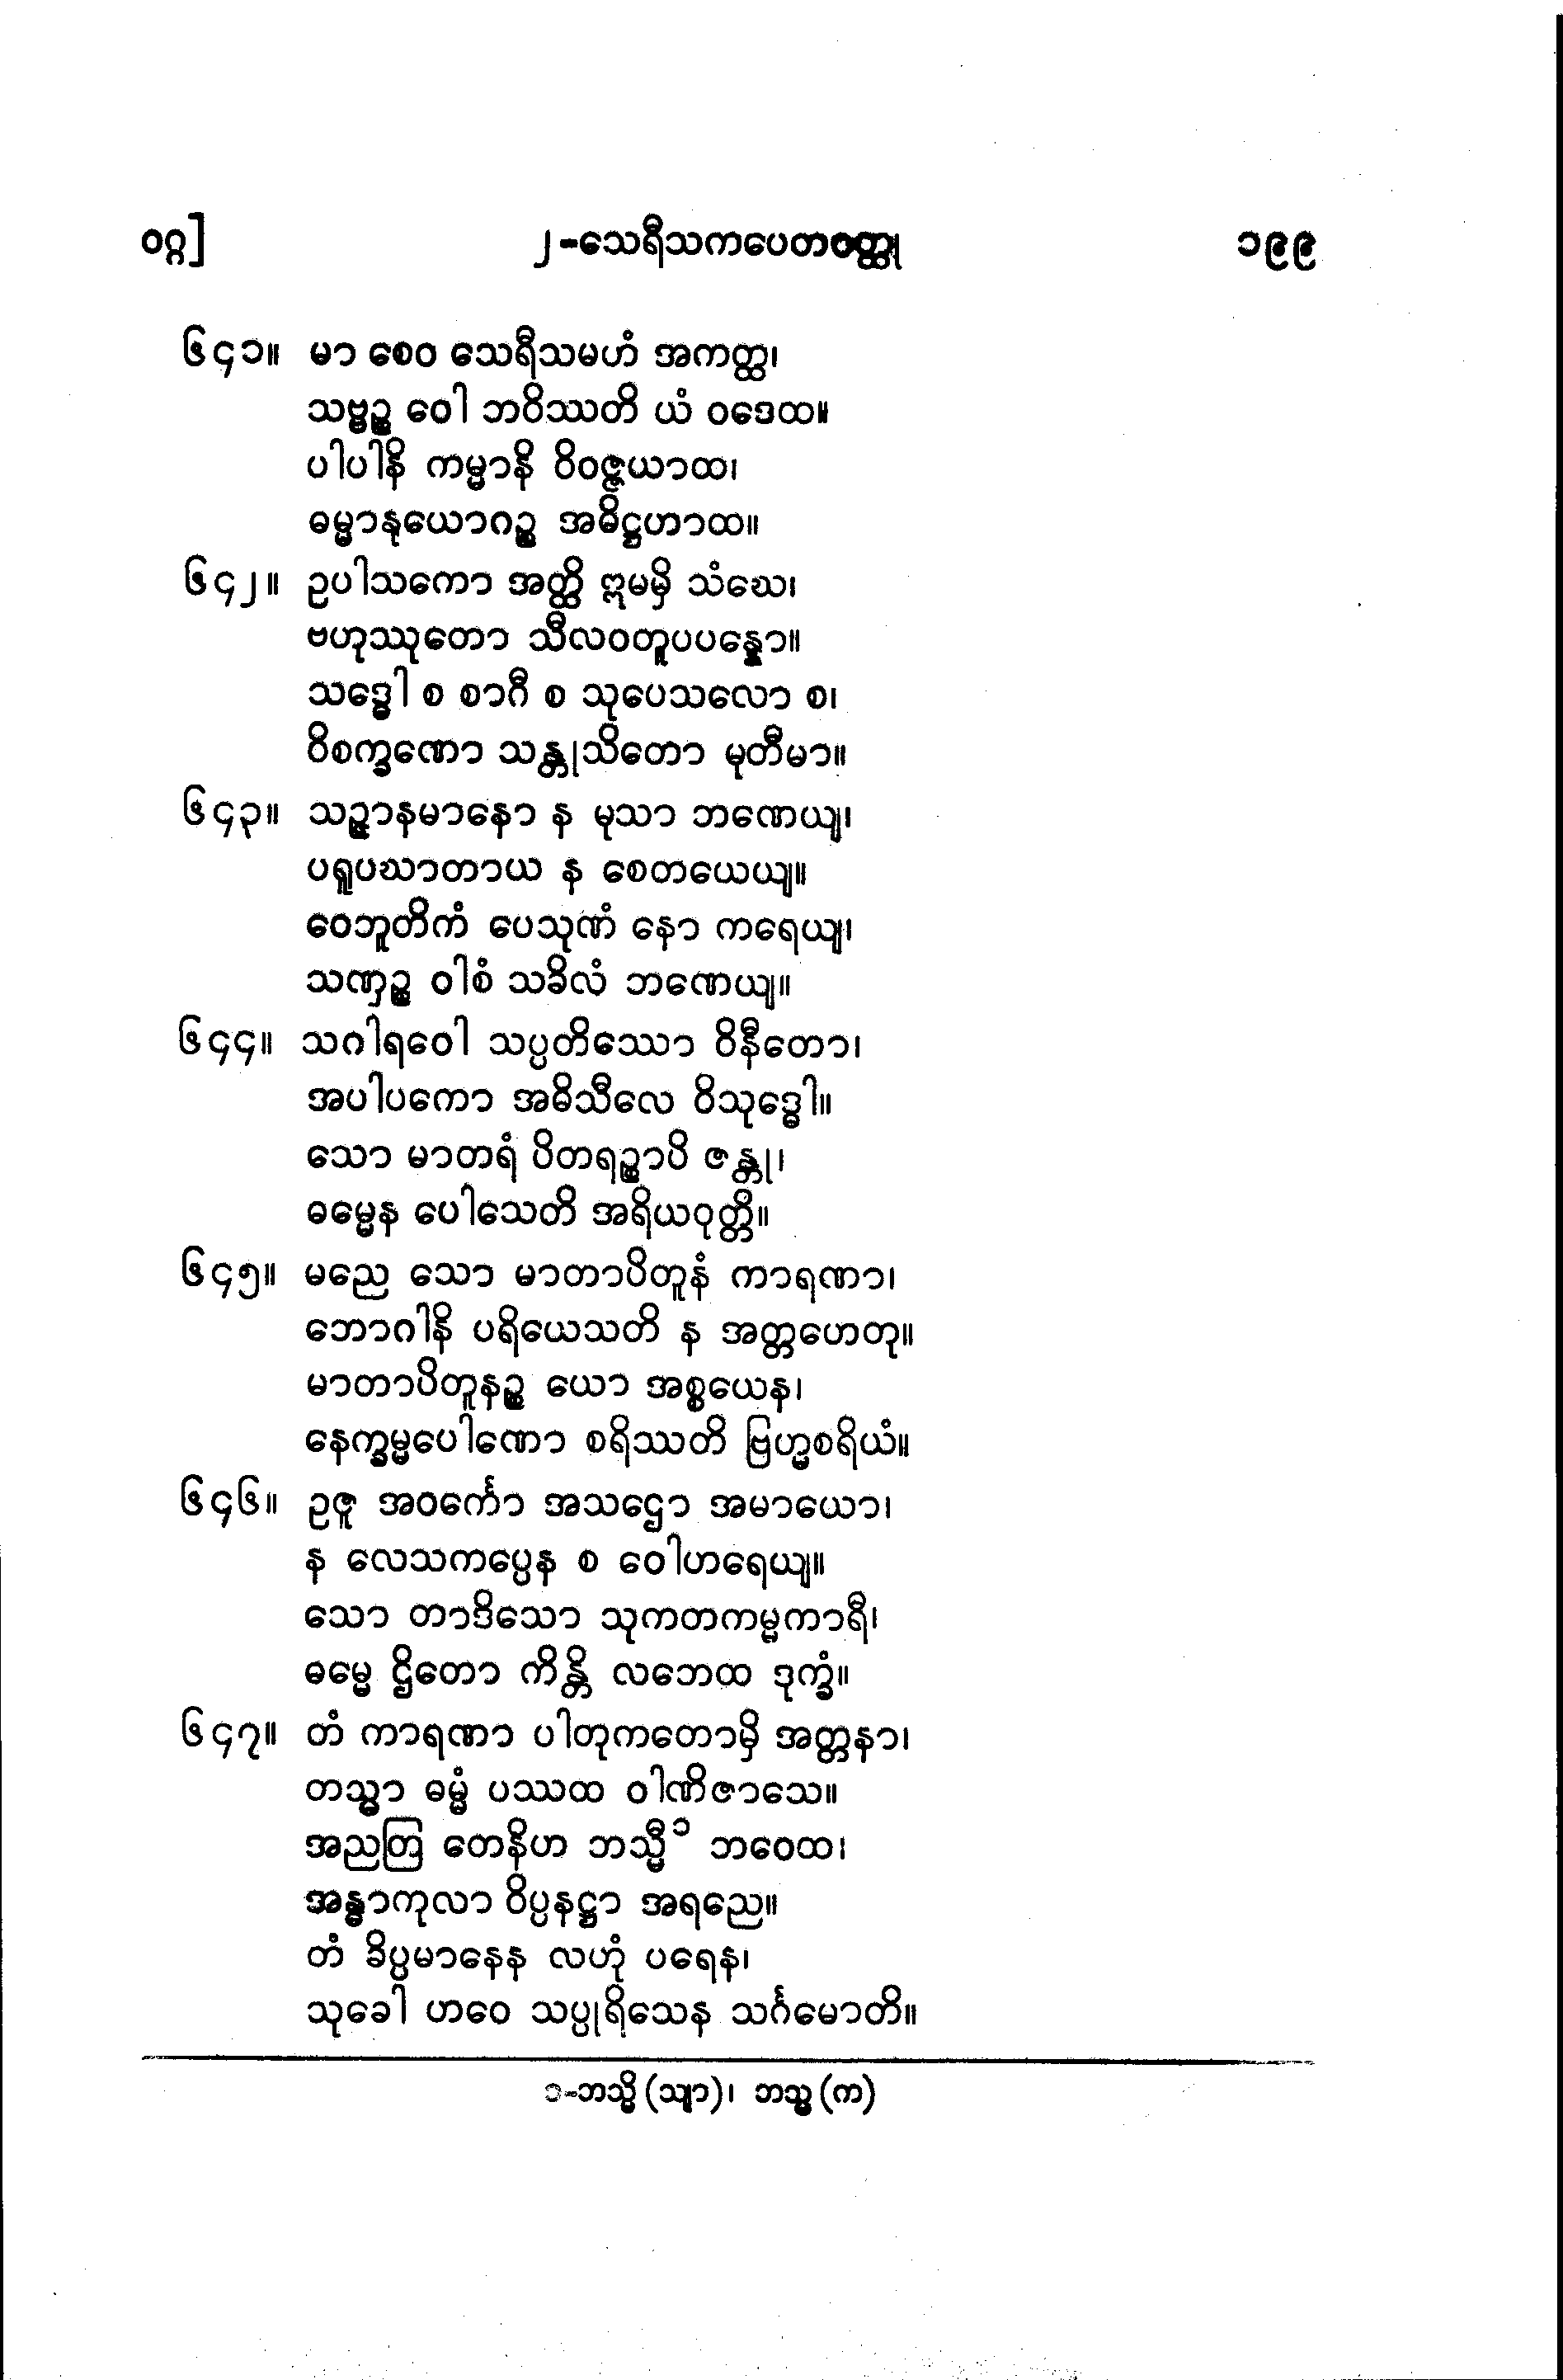 ဝဂ္ဂ]
၂-သေရီသကပေတဝတ္ထု
၁၉၉
၆၄၁။ မာ စေဝ သေရီသမဟံ အကတ္ထ၊
သဗ္ဗဉ္စ ဝေါ ဘဝိဿတိ ယံ ဝဒေထ။
ပါပါနိ ကမ္မာနိ ဝိဝဇ္ဇယာထ၊
ဓမ္မာနုယောဂဉ္စ အဓိဋ္ဌဟာထ။
၆၄၂။ ဥပါသကော အတ္ထိ ဣမမှိ သံဃေ၊
ဗဟုဿုတော သီလဝတူပပန္နော။
သဒ္ဓေါ စ စာဂီ စ သုပေသလော စ၊
ဝိစက္ခဏော သန္တုသိတော မုတီမာ။
၆၄၃။ သဉ္ဇာနမာနော န မုသာ ဘဏေယျ၊
ပရူပဃာတာယ န စေတယေယျ။
ဝေဘူတိကံ ပေသုဏံ နော ကရေယျ၊
သဏှဉ္စ ဝါစံ သခိလံ ဘဏေယျ။
၆၄၄။ သဂါရဝေါ သပ္ပတိဿော ဝိနီတော၊
အပါပကော အဓိသီလေ ဝိသုဒ္ဓေါ။
သော မာတရံ ပိတရဉ္စာပိ ဇန္တု၊
ဓမ္မေန ပေါသေတိ အရိယဝုတ္တိ။
၆၄၅။ မညေ သော မာတာပိတူနံ ကာရဏာ၊
ဘောဂါနိ ပရိယေသတိ န အတ္တဟေတု။
မာတာပိတူနဉ္စ ယော အစ္စယေန၊
နေက္ခမ္မပေါဏော စရိဿတိ ဗြဟ္မစရိယံ။
၆၄၆။ ဥဇူ အဝင်္ကော အသဌော အမာယော၊
န လေသကပ္ပေန စ ဝေါဟရေယျ။
သော တာဒိသော သုကတကမ္မကာရီ၊
ဓမ္မေ ဌိတော ကိန္တိ လဘေထ ဒုက္ခံ။
၆၄၇။ တံ ကာရဏာ ပါတုကတောမှိ အတ္တနာ၊
တသ္မာ ဓမ္မံ ပဿထ ဝါဏိဇာသေ။
အညတြ တေနိဟ ဘသ္မီ ၁ ဘဝေထ၊
အန္ဓာကုလာ ဝိပ္ပနဋ္ဌာ အရညေ။
တံ ခိပ္ပမာနေန လဟုံ ပရေန၊
သုခေါ ဟဝေ သပ္ပုရိသေန သင်္ဂမောတိ။
၁-ဘသ္မိ (သျာ)၊ ဘသ္မ (က)